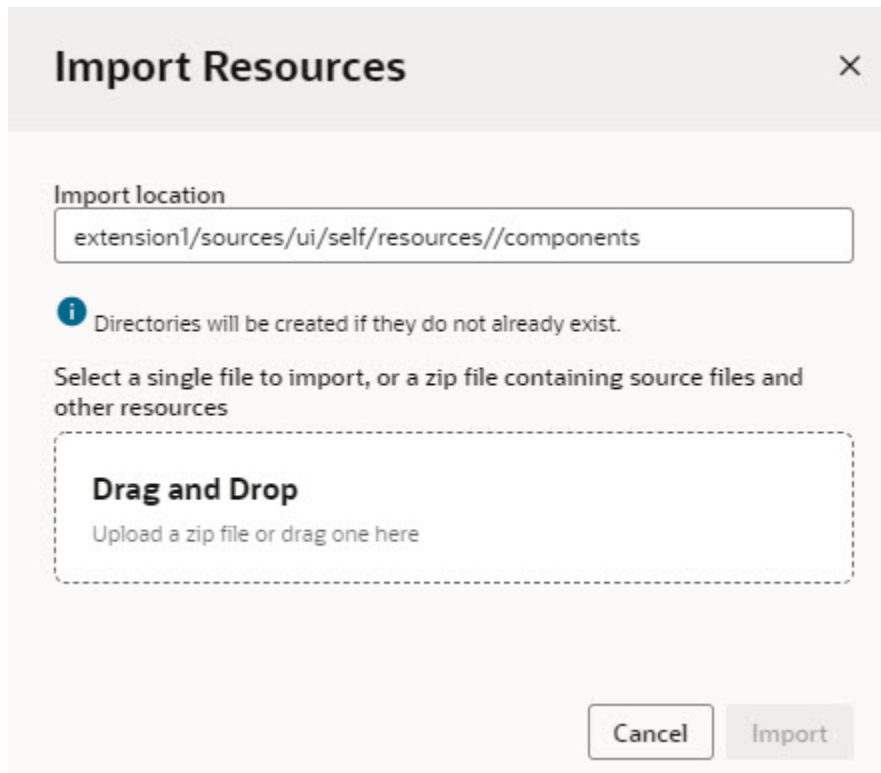 Import Resources
Import location
extension1/sources/ui/self/resources//components
Directories will be created if they do not already exist.
Select a single file to import, or a zip file containing source files and
other resources
Drag and Drop
Upload a zip file or drag one here
Cancel Import